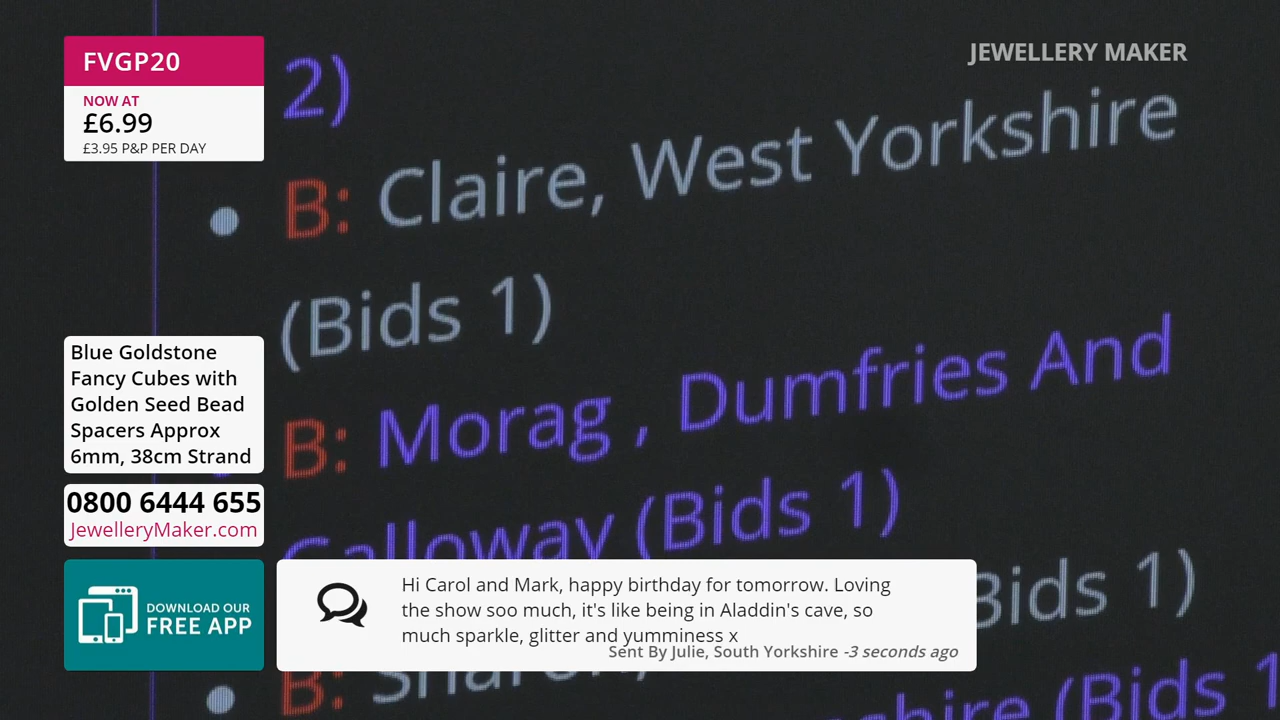 FVGP20
NOW AT
£6.99
£3.95 P&P PER DAY
JEWELLERY MAKER
2)
B: Claire, West Yorkshire
(Bids 1)
B: Morag , Dumfries And
Galloway (Bids 1)
Bids 1)
B: Sharon,
shire (Bids 1
Blue Goldstone
Fancy Cubes with
Golden Seed Bead
Spacers Approx
6mm, 38cm Strand
0800 6444 655
JewelleryMaker.com
DOWNLOAD OUR
FREE APP
Hi Carol and Mark, happy birthday for tomorrow. Loving
the show soo much, it's like being in Aladdin's cave, so
much sparkle, glitter and yumminess x
Sent By Julie, South Yorkshire -3 seconds ago